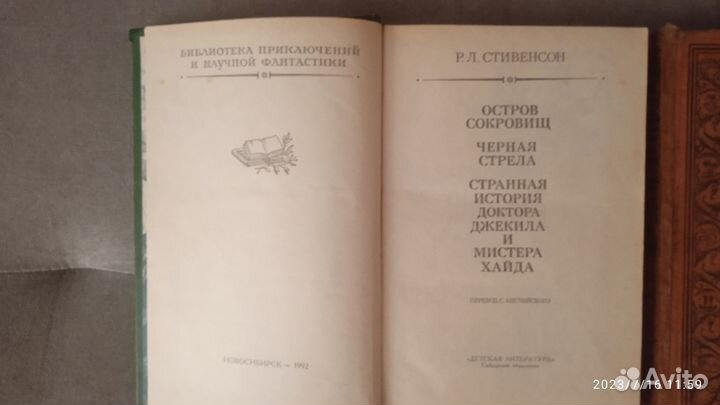 БИБЛИОТЕКА ПРИКЛЮЧЕНИЙ
И НАУЧНОЙ ФАНТАСТИКИ
НОВОСИБИРСК — 1992
Р. Л. СТИВЕНСОН
ОСТРОВ
СОКРОВИЩ
ЧЕРНАЯ
СТРЕЛА
СТРАННАЯ
ИСТОРИЯ
ДОКТОРА
ДЖЕКИЛА
И
МИСТЕРА
ХАЙДА
ПЕРЕВОД С АНГЛИЙСКОГО
«ДЕТСКАЯ ЛИТЕРАТУРА»
Сибирское отделение
Avito
2023/7/16 11:59